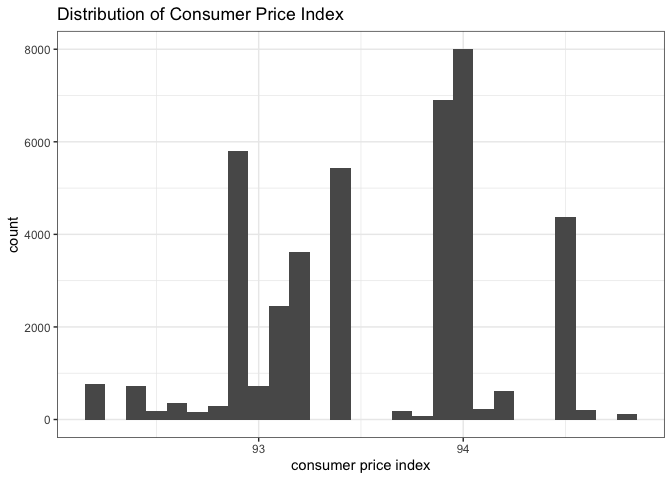 Distribution of Consumer Price Index
8000
6000
4000
2000
0
count
93
94
consumer price index